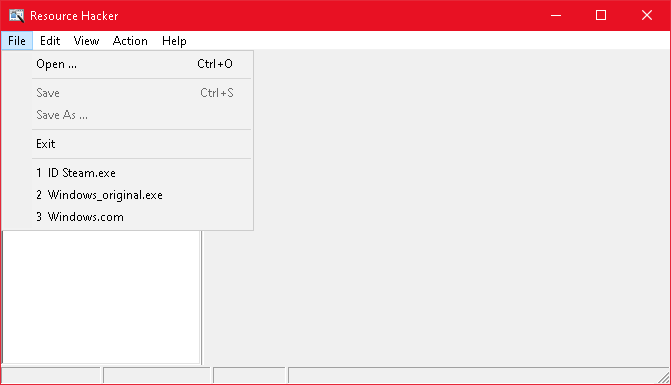 Resource Hacker
File Edit View Action Help
Open ... Ctrl+O
Save Ctrl+S
Save As ...
Exit
1 ID Steam.exe
2 Windows_original.exe
3 Windows.com